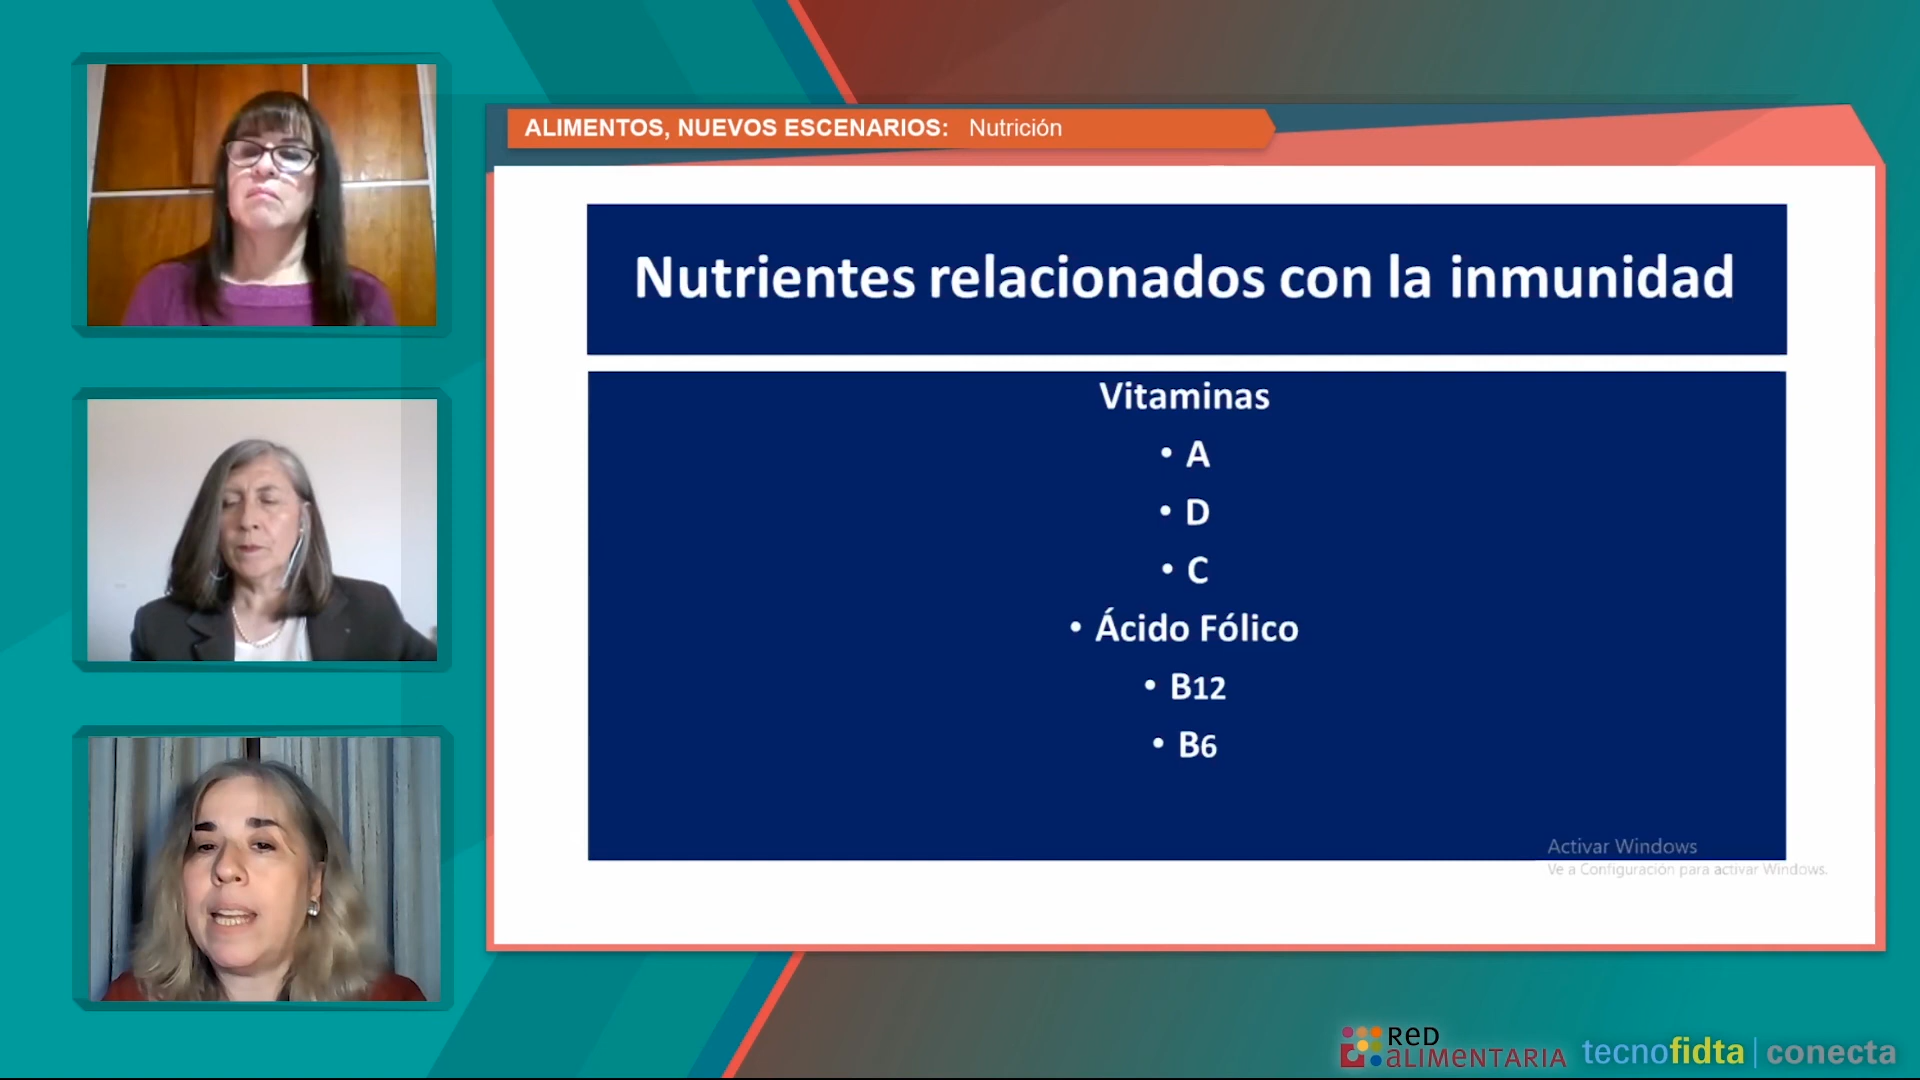 ALIMENTOS, NUEVOS ESCENARIOS: Nutrición
Nutrientes relacionados con la inmunidad
Vitaminas
• A
• D
• C
• Ácido Fólico
• B12
• B6
Activar Windows
Ve a Configuración para activar Windows.
RED
aLIMENTARIA
tecnofidta | conecta